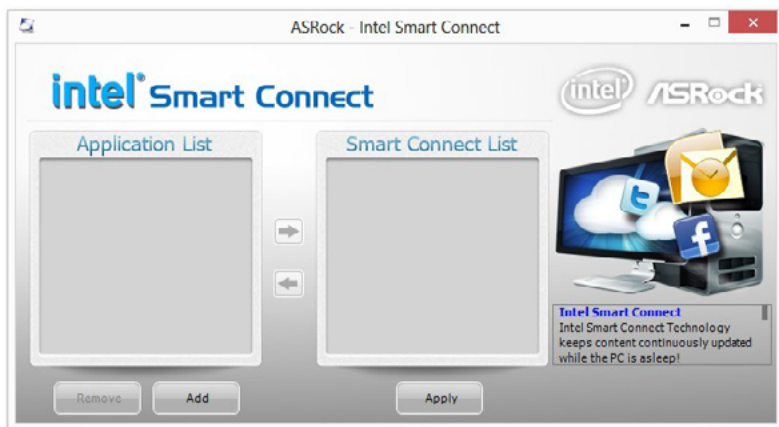 ASRock - Intel Smart Connect
intel Smart Connect
intel ASRock
Application List
Smart Connect List
Intel Smart Connect
Intel Smart Connect Technology
keeps content continuously updated
while the PC is asleep!
Remove
Add
Apply